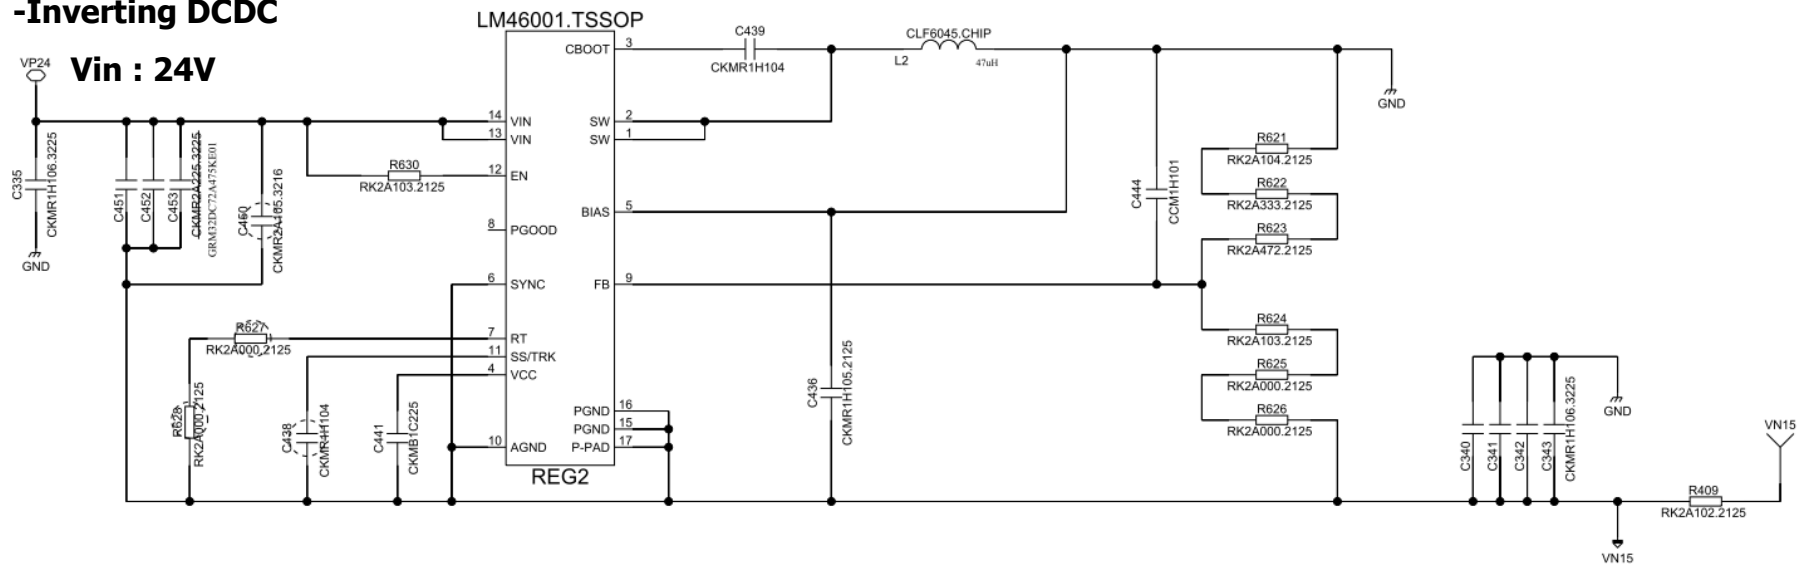 -Inverting DCDC
Vin : 24V
VP24
C335
CKMR1H106.3225
GND
C451
C452
C453
CKMR2A225.3225
GRM32DC72A475KE01
C450
CKMR2A105.3216
R630
RK2A103.2125
R627
RK2A000.2125
R628
RK2A000.2125
C438
CKMR1H104
C441
CKMB1C225
LM46001.TSSOP
14 VIN
13 VIN
12 EN
8 PGOOD
6 SYNC
7 RT
11 SS/TRK
4 VCC
10 AGND
CBOOT 3
SW 2
SW 1
BIAS 5
FB 9
PGND 16
PGND 15
P-PAD 17
REG2
C439
CKMR1H104
CLF6045.CHIP
L2
47uH
C436
CKMR1H105.2125
C444
CCM1H101
GND
R621
RK2A104.2125
R622
RK2A333.2125
R623
RK2A472.2125
R624
RK2A103.2125
R625
RK2A000.2125
R626
RK2A000.2125
C340
C341
C342
C343
CKMR1H106.3225
GND
VN15
R409
RK2A102.2125
VN15